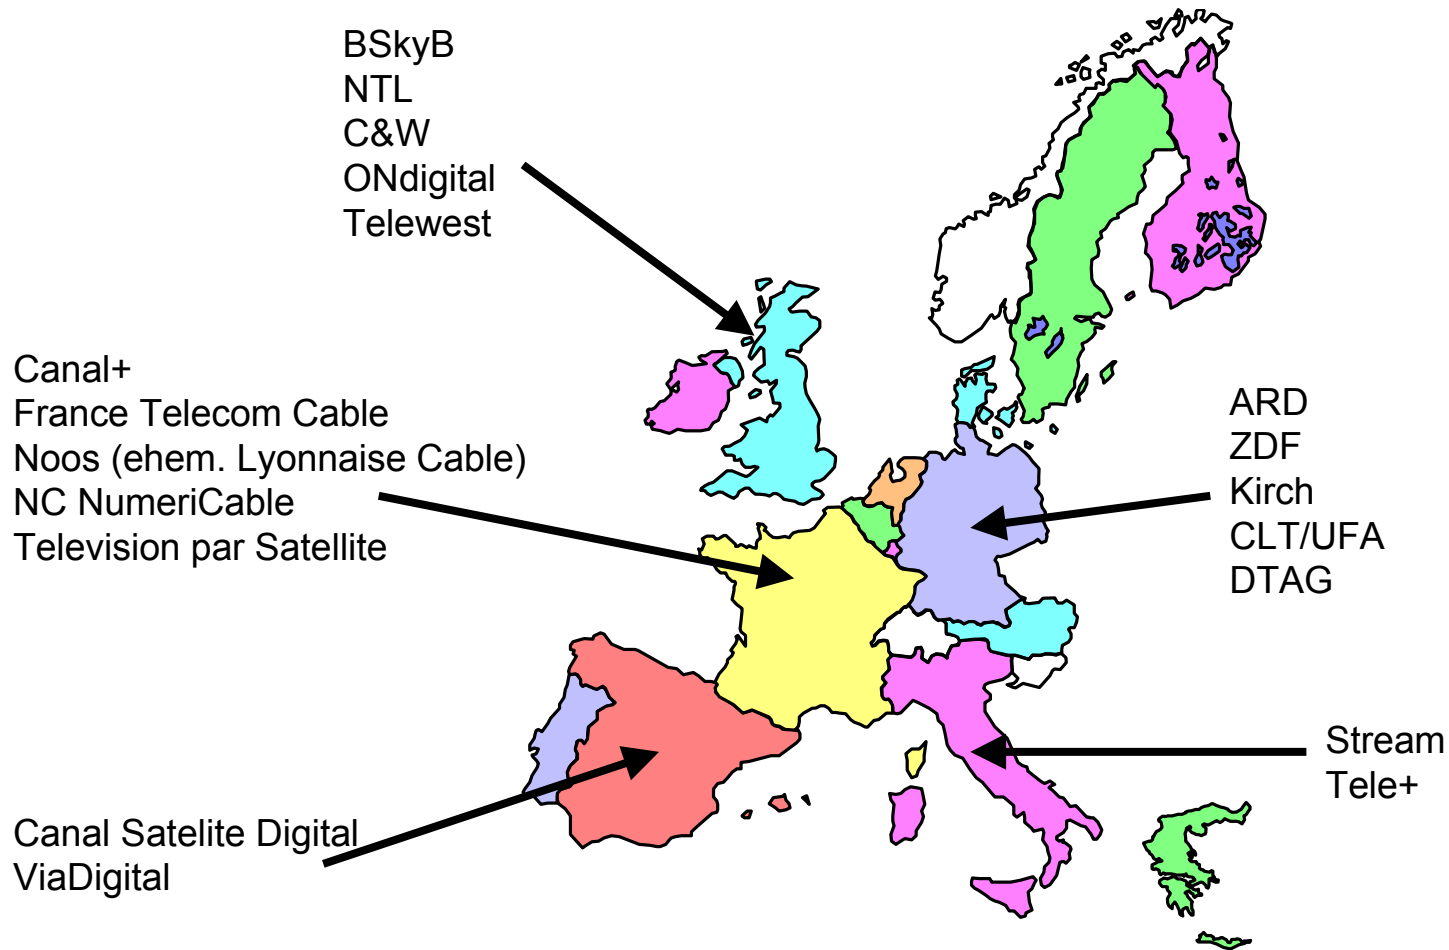 BSkyB
NTL
C&W
ONdigital
Telewest
Canal+
France Telecom Cable
Noos (ehem. Lyonnaise Cable)
NC NumeriCable
Television par Satellite
ARD
ZDF
Kirch
CLT/UFA
DTAG
Stream
Tele+
Canal Satelite Digital
ViaDigital